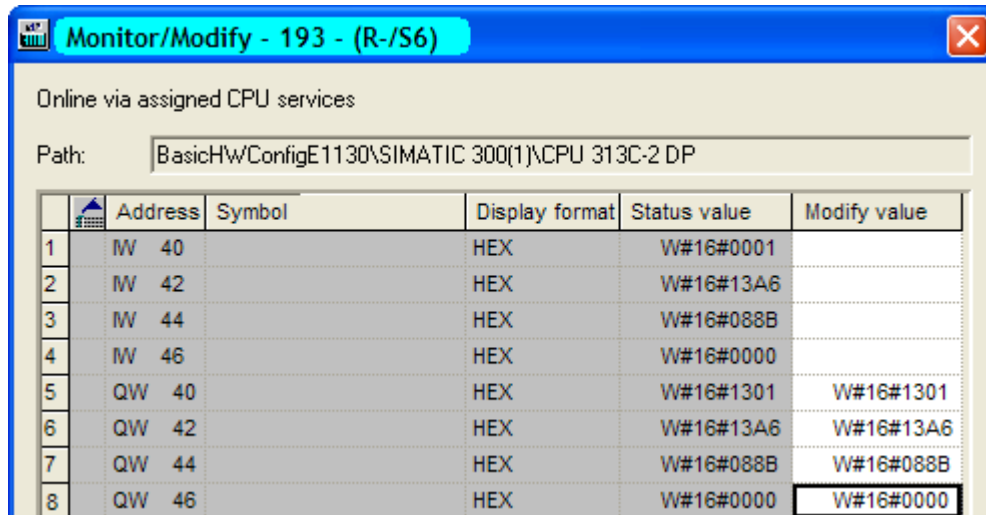 Monitor/Modify - 193 - (R-/S6)
Online via assigned CPU services
Path: BasicHWConfigE1130\SIMATIC 300(1)\CPU 313C-2 DP
Address Symbol Display format Status value Modify value
1 IW 40 HEX W#16#0001
2 IW 42 HEX W#16#13A6
3 IW 44 HEX W#16#088B
4 IW 46 HEX W#16#0000
5 QW 40 HEX W#16#1301 W#16#1301
6 QW 42 HEX W#16#13A6 W#16#13A6
7 QW 44 HEX W#16#088B W#16#088B
8 QW 46 HEX W#16#0000 W#16#0000